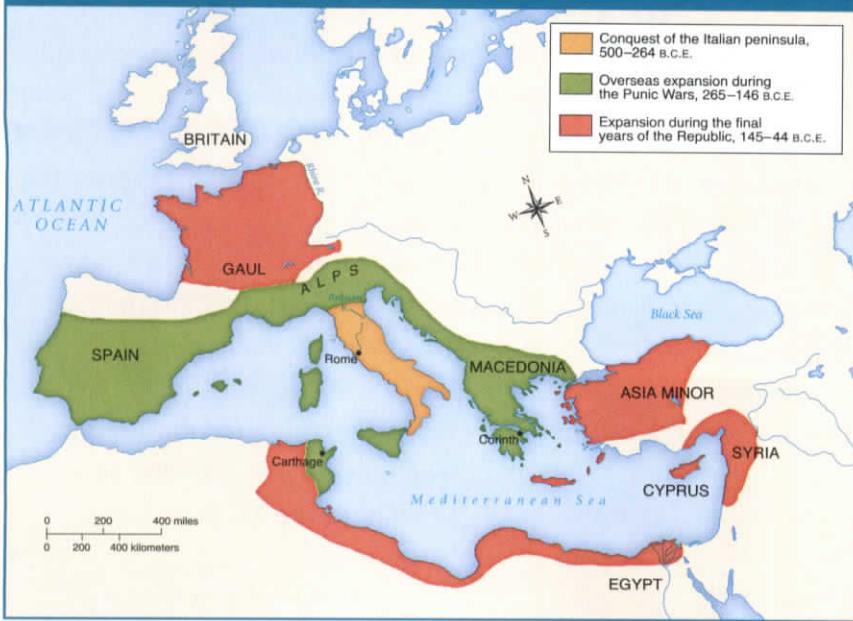 Conquest of the Italian peninsula,
500–264 B.C.E.
Overseas expansion during
the Punic Wars, 265–146 B.C.E.
Expansion during the final
years of the Republic, 145–44 B.C.E.
BRITAIN
Rhine R.
ATLANTIC
OCEAN
N
W E
S
GAUL
ALPS
Black Sea
SPAIN
Rome
MACEDONIA
ASIA MINOR
Corinth
Carthage
SYRIA
CYPRUS
Mediterranean Sea
0 200 400 miles
0 200 400 kilometers
EGYPT